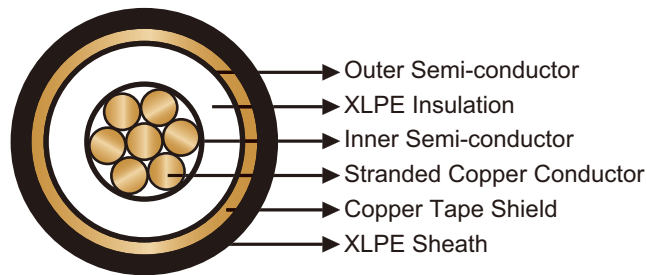 Outer Semi-conductor
XLPE Insulation
Inner Semi-conductor
Stranded Copper Conductor
Copper Tape Shield
XLPE Sheath